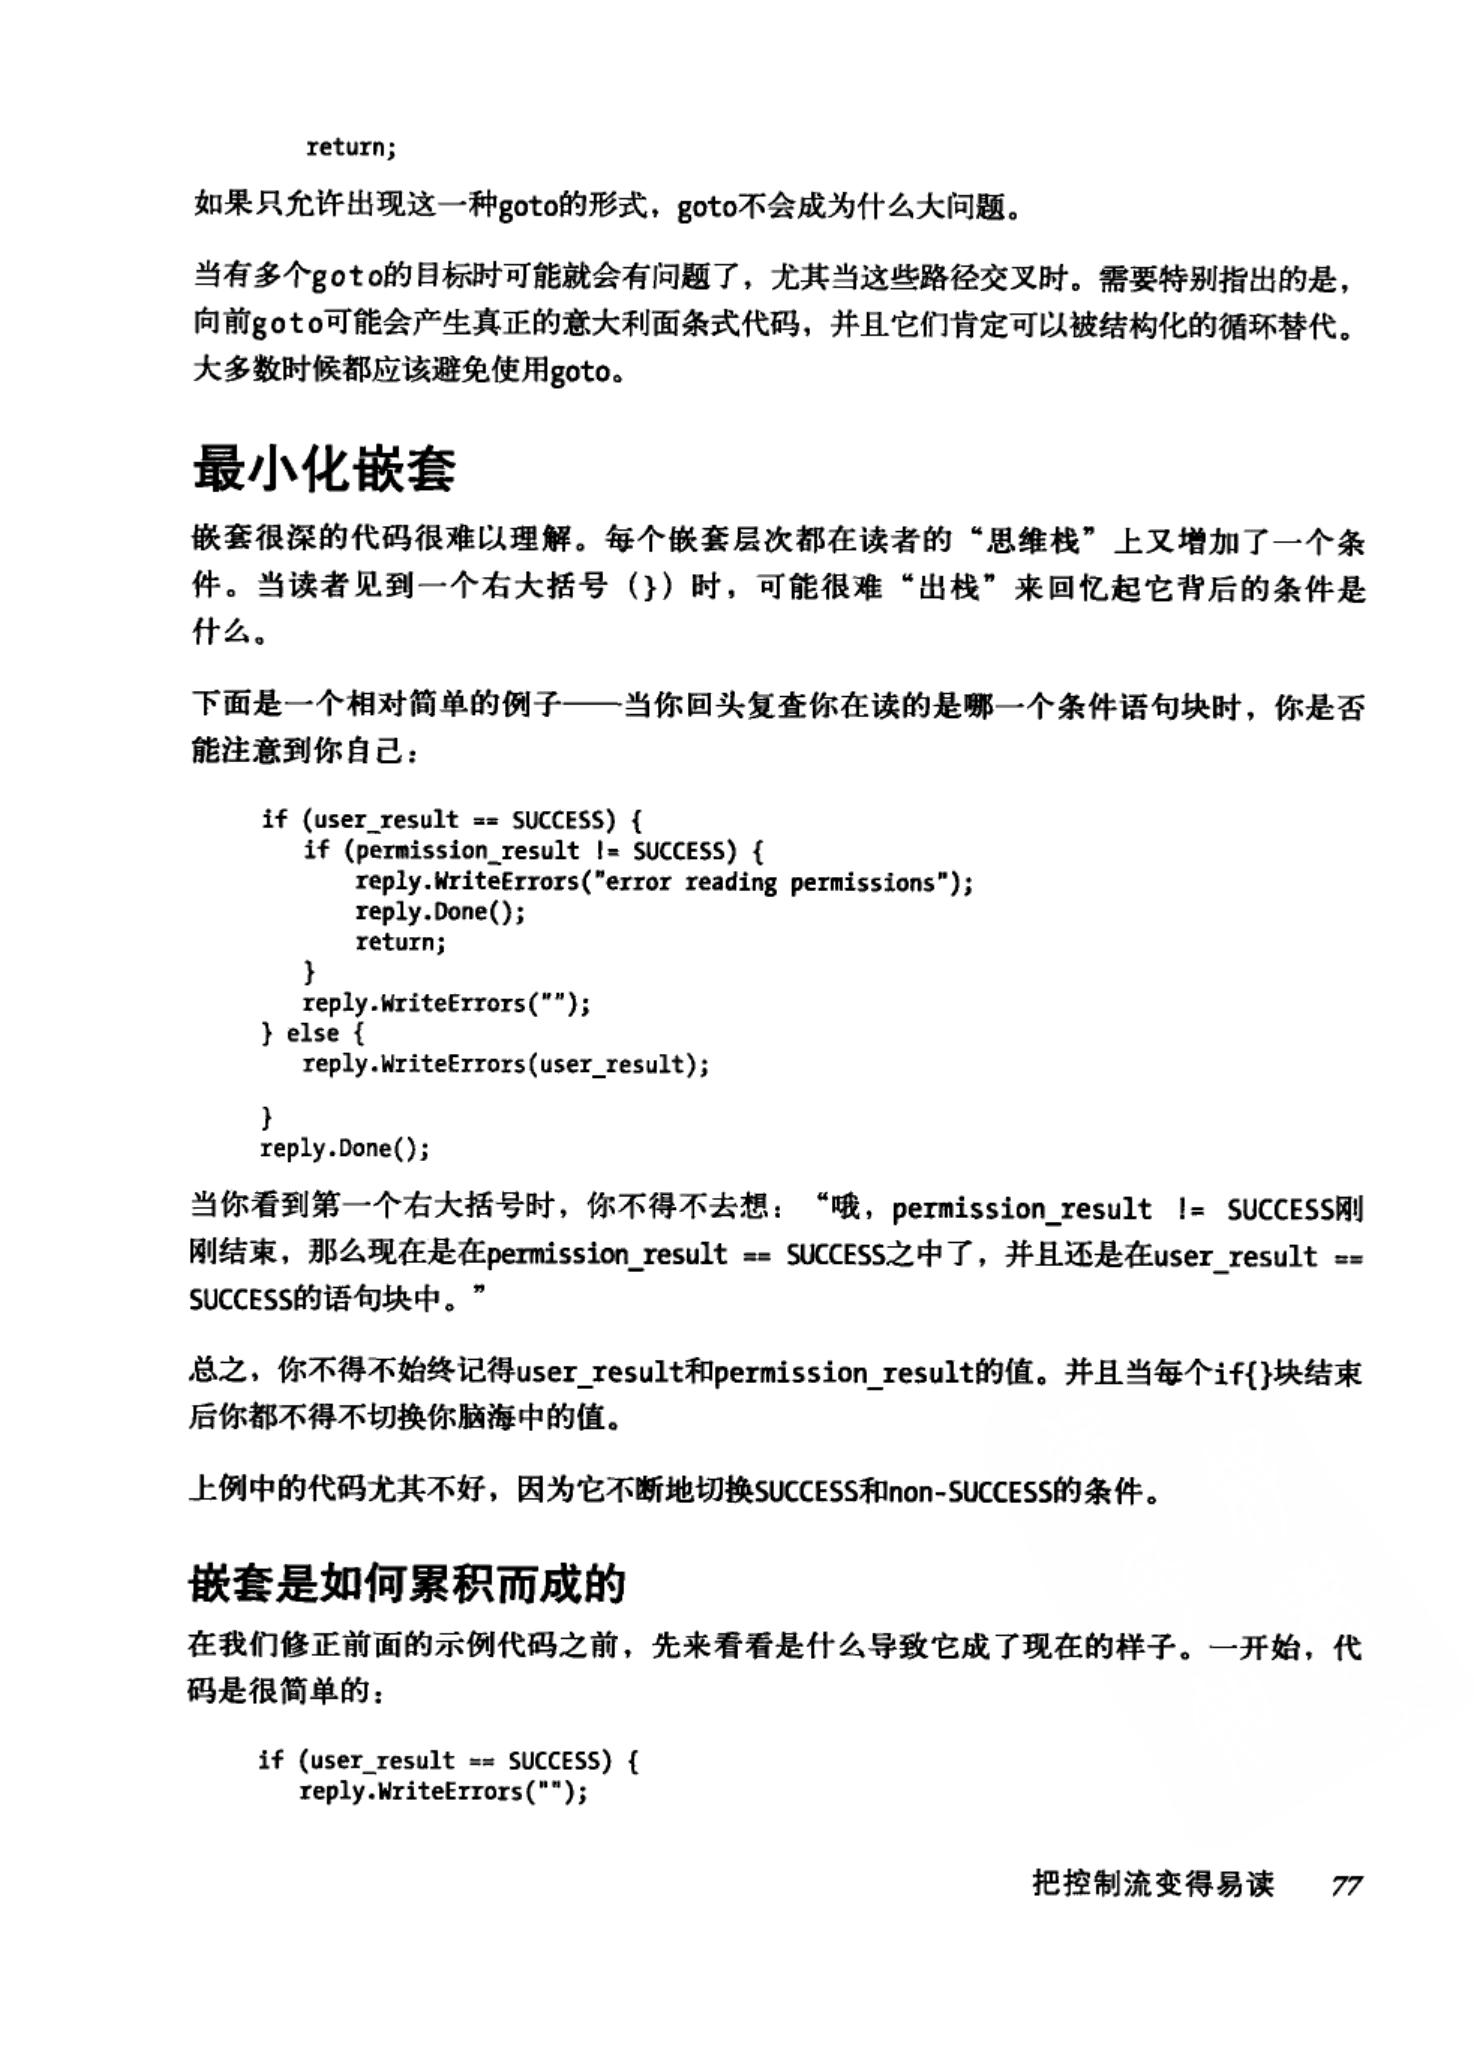 return;
如果只允许出现这一种goto的形式，goto不会成为什么大问题。
当有多个goto的目标时可能就会有问题了，尤其当这些路径交叉时。需要特别指出的是，
向前goto可能会产生真正的意大利面条式代码，并且它们肯定可以被结构化的循环替代。
大多数时候都应该避免使用goto。
最小化嵌套
嵌套很深的代码很难以理解。每个嵌套层次都在读者的“思维栈”上又增加了一个条
件。当读者见到一个右大括号（}）时，可能很难“出栈”来回忆起它背后的条件是
什么。
下面是一个相对简单的例子——当你回头复查你在读的是哪一个条件语句块时，你是否
能注意到你自己：
if (user_result == SUCCESS) {
    if (permission_result != SUCCESS) {
        reply.WriteErrors("error reading permissions");
        reply.Done();
        return;
    }
    reply.WriteErrors("");
} else {
    reply.WriteErrors(user_result);
}
reply.Done();
当你看到第一个右大括号时，你不得不去想：“哦，permission_result != SUCCESS刚
刚结束，那么现在是在permission_result == SUCCESS之中了，并且还是在user_result ==
SUCCESS的语句块中。”
总之，你不得不始终记得user_result和permission_result的值。并且当每个if{}块结束
后你都不得不切换你脑海中的值。
上例中的代码尤其不好，因为它不断地切换SUCCESS和non-SUCCESS的条件。
嵌套是如何累积而成的
在我们修正前面的示例代码之前，先来看看是什么导致它成了现在的样子。一开始，代
码是很简单的：
if (user_result == SUCCESS) {
    reply.WriteErrors("");
把控制流变得易读 77